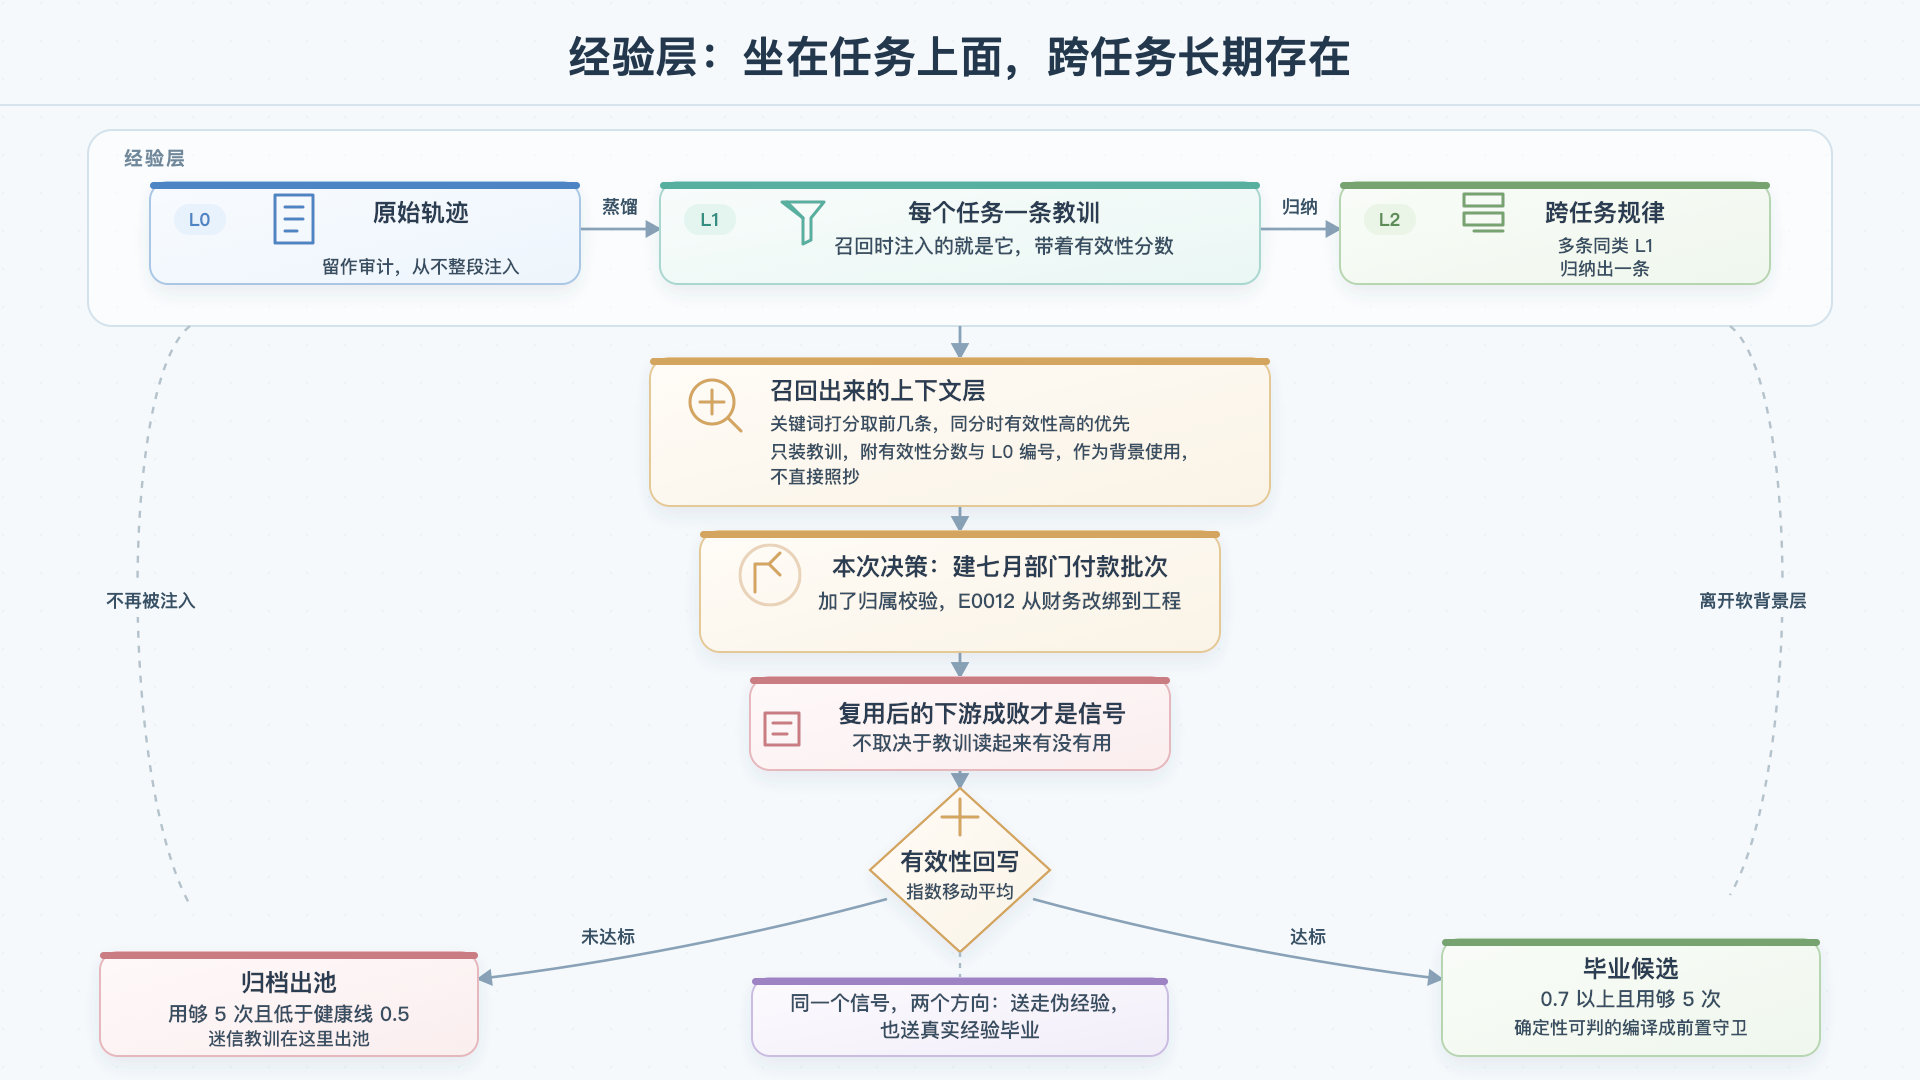 经验层：坐在任务上面，跨任务长期存在
经验层
L0
原始轨迹
留作审计，从不整段注入
蒸馏
L1
每个任务一条教训
召回时注入的就是它，带着有效性分数
归纳
L2
跨任务规律
多条同类 L1
归纳出一条
召回出来的上下文层
关键词打分取前几条，同分时有效性高的优先
只装教训，附有效性分数与 L0 编号，作为背景使用，
不直接照抄
本次决策：建七月部门付款批次
加了归属校验，E0012 从财务改绑到工程
不再被注入
离开软背景层
复用后的下游成败才是信号
不取决于教训读起来有没有用
有效性回写
指数移动平均
未达标
达标
归档出池
用够 5 次且低于健康线 0.5
迷信教训在这里出池
同一个信号，两个方向：送走伪经验，
也送真实经验毕业
毕业候选
0.7 以上且用够 5 次
确定性可判的编译成前置守卫